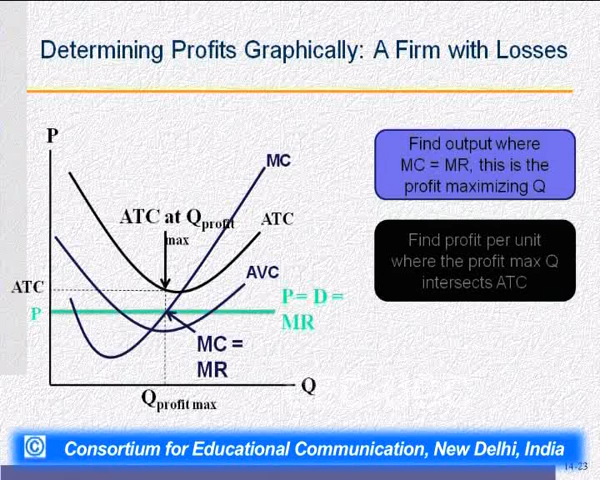 Determining Profits Graphically: A Firm with Losses
P
MC
Find output where
MC = MR, this is the
profit maximizing Q
ATC at Qprofit
max
ATC
Find profit per unit
where the profit max Q
intersects ATC
AVC
ATC
P
P = D =
MR
MC =
MR
Q
Qprofit max
© Consortium for Educational Communication, New Delhi, India
14-23